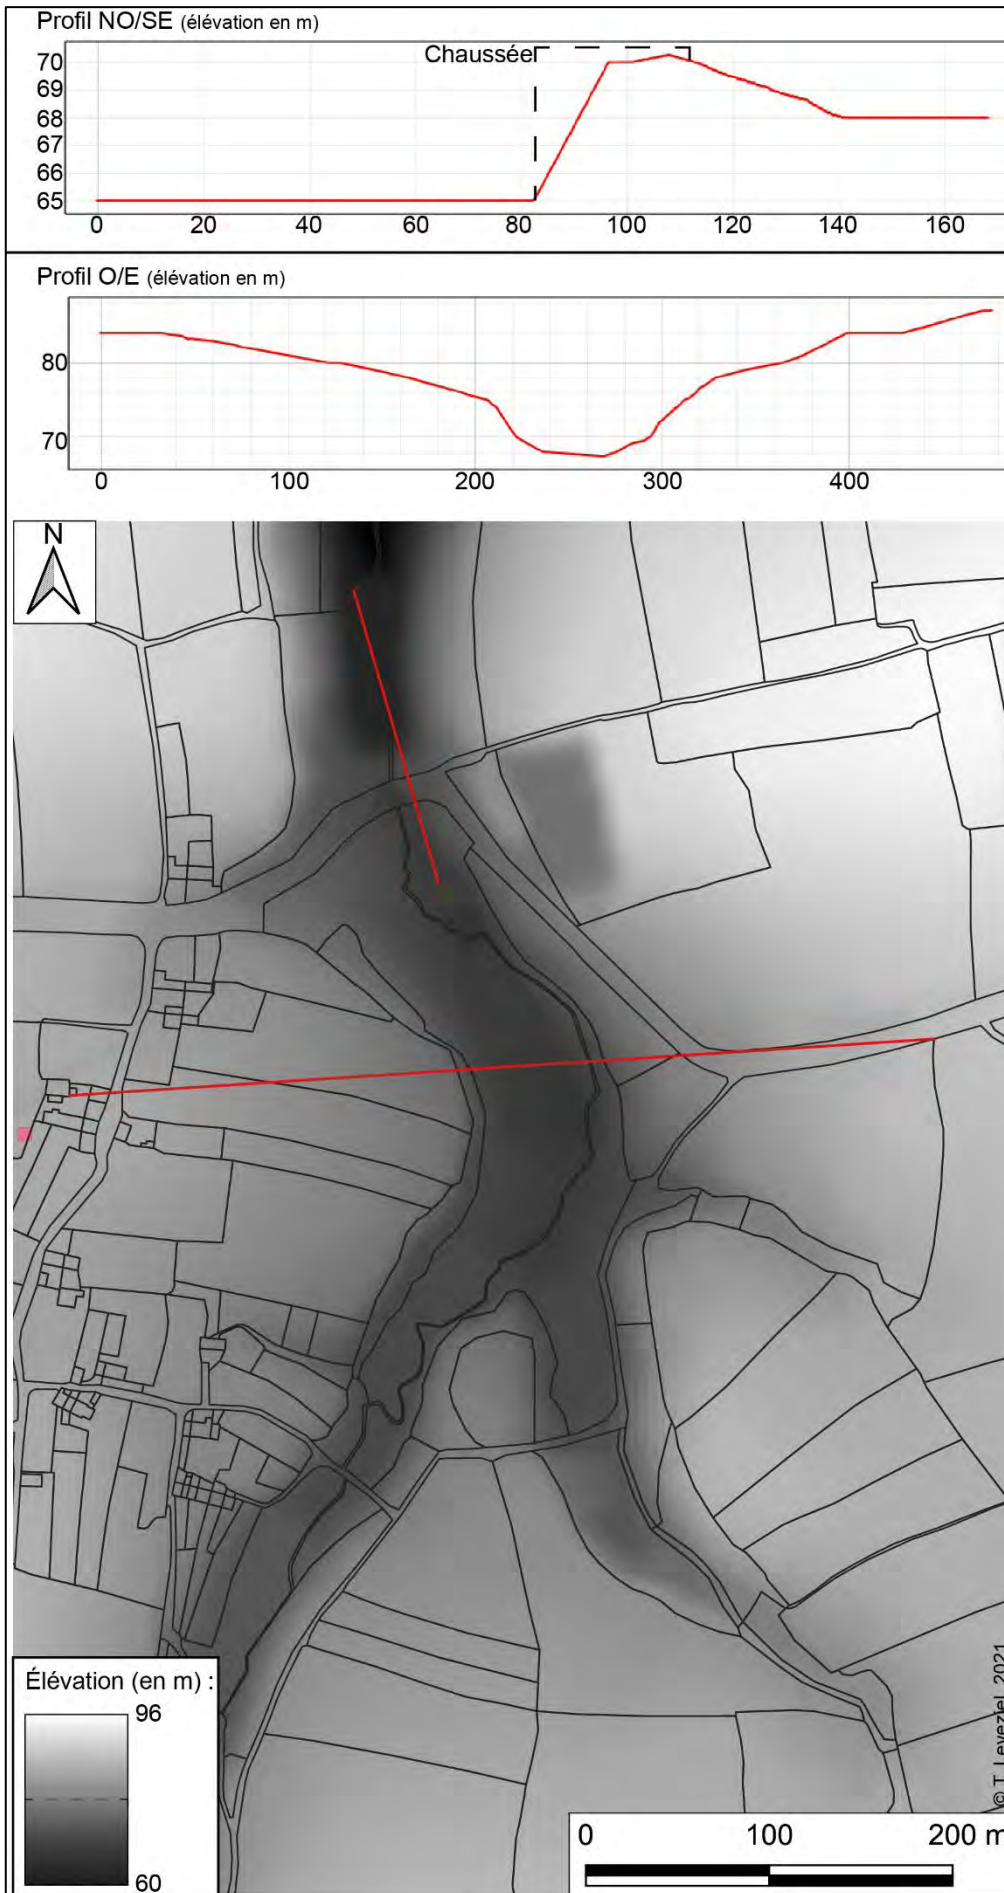 Profil NO/SE (élévation en m)
Chaussée
70
69
68
67
66
65
0 20 40 60 80 100 120 140 160
Profil O/E (élévation en m)
80
70
0 100 200 300 400
N
Élévation (en m) :
96
60
© T. Leveziel, 2021
0 100 200 m